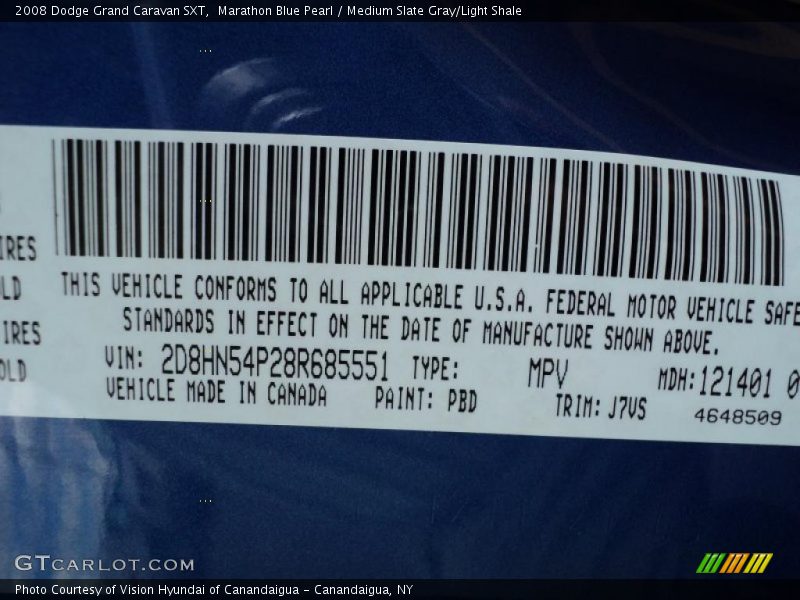 2008 Dodge Grand Caravan SXT,  Marathon Blue Pearl / Medium Slate Gray/Light Shale
IRES
LD
THIS VEHICLE CONFORMS TO ALL APPLICABLE U.S.A. FEDERAL MOTOR VEHICLE SAFE
IRES
STANDARDS IN EFFECT ON THE DATE OF MANUFACTURE SHOWN ABOVE.
OLD
VIN: 2D8HN54P28R685551 TYPE: MPV MDH:121401 0
VEHICLE MADE IN CANADA PAINT: PBD TRIM: J7VS 4648509
GTCARLOT.COM
Photo Courtesy of Vision Hyundai of Canandaigua - Canandaigua, NY